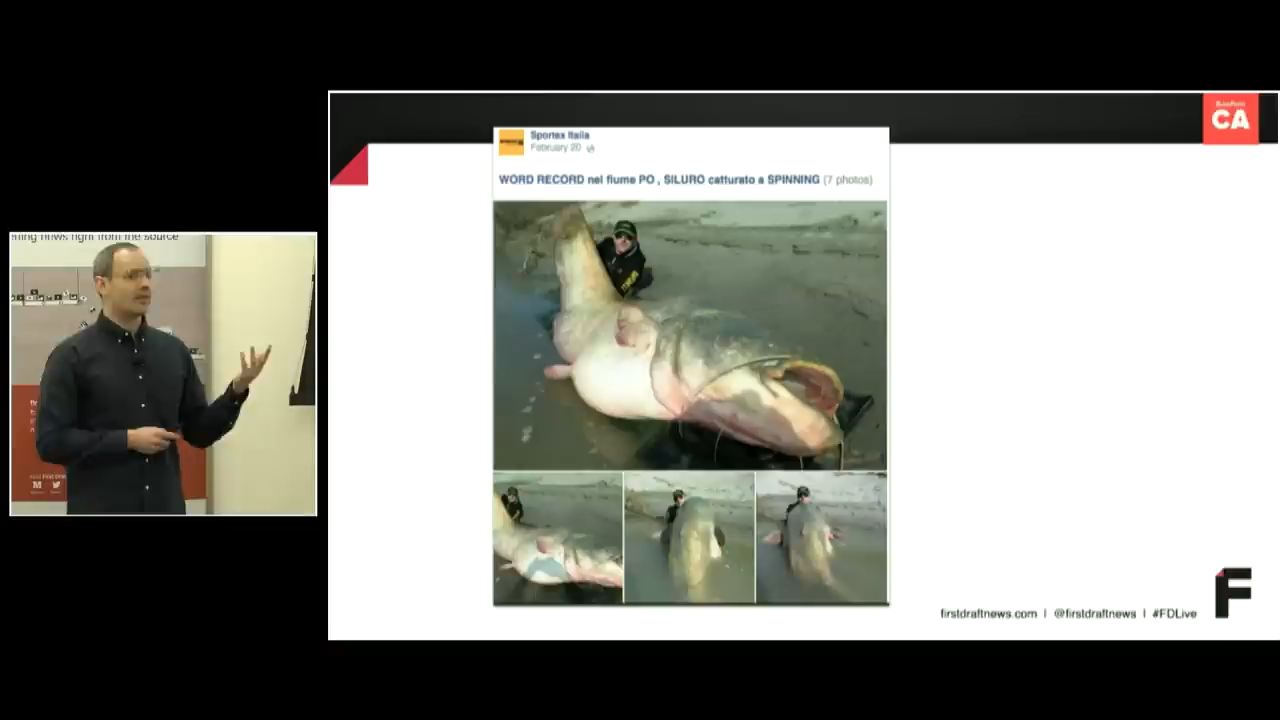 CA
Sportex Italia
February 20
WORD RECORD nel fiume PO , SILURO catturato a SPINNING (7 photos)
news right from the source
firstdraftnews.com | @firstdraftnews | #FDLive
F